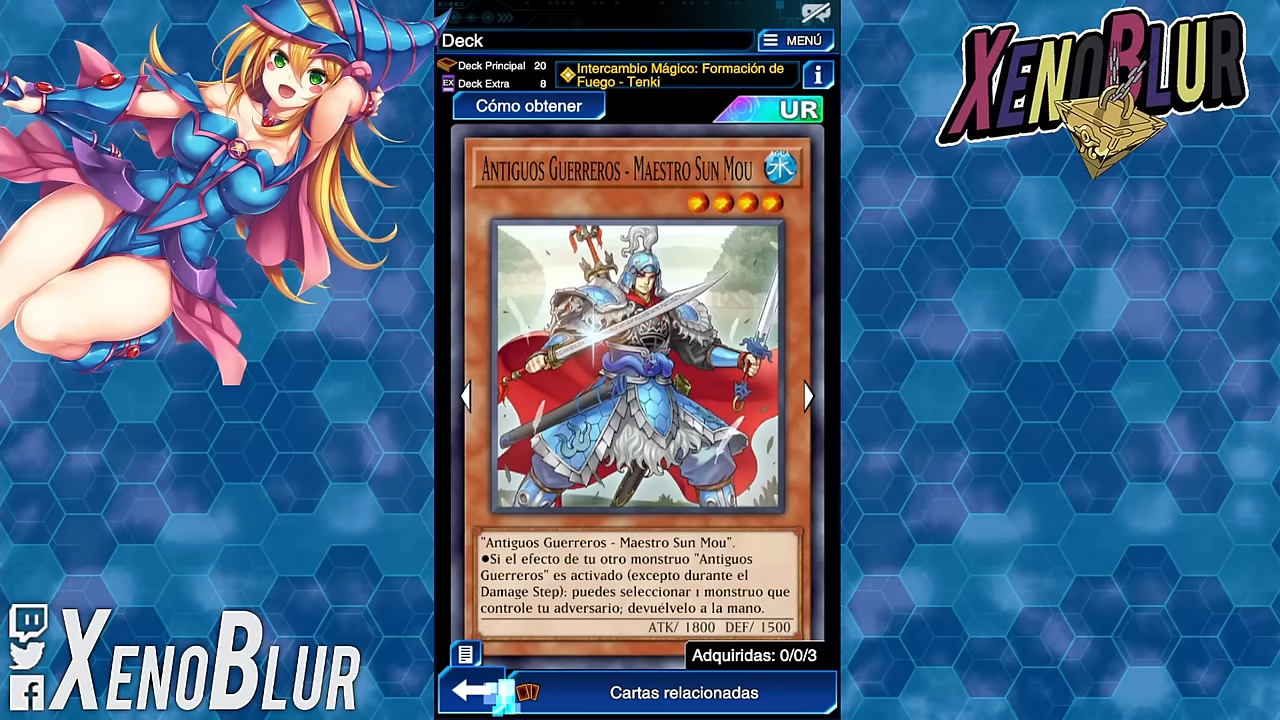 Deck
MENÚ
Deck Principal 20
EX Deck Extra 8
Intercambio Mágico: Formación de
Fuego - Tenki
i
Cómo obtener
UR
ANTIGUOS GUERREROS - MAESTRO SUN MOU
AGUA
水
"Antiguos Guerreros - Maestro Sun Mou".
●Si el efecto de tu otro monstruo "Antiguos
Guerreros" es activado (excepto durante el
Damage Step): puedes seleccionar 1 monstruo que
controle tu adversario; devuélvelo a la mano.
ATK/ 1800 DEF/ 1500
Adquiridas: 0/0/3
Cartas relacionadas
XENOBLUR
XENOBLUR